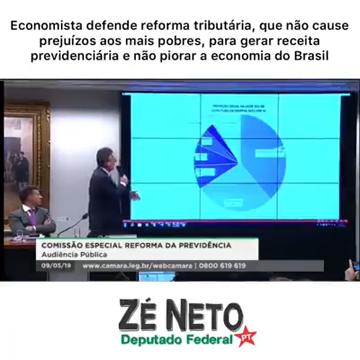 Economista defende reforma tributária, que não cause
prejuízos aos mais pobres, para gerar receita
previdenciária e não piorar a economia do Brasil
COMISSÃO ESPECIAL REFORMA DA PREVIDÊNCIA
Audiência Pública
09/05/19 www.camara.leg.br/webcamara | 0800 619 619
ZÉ NETO
Deputado Federal PT